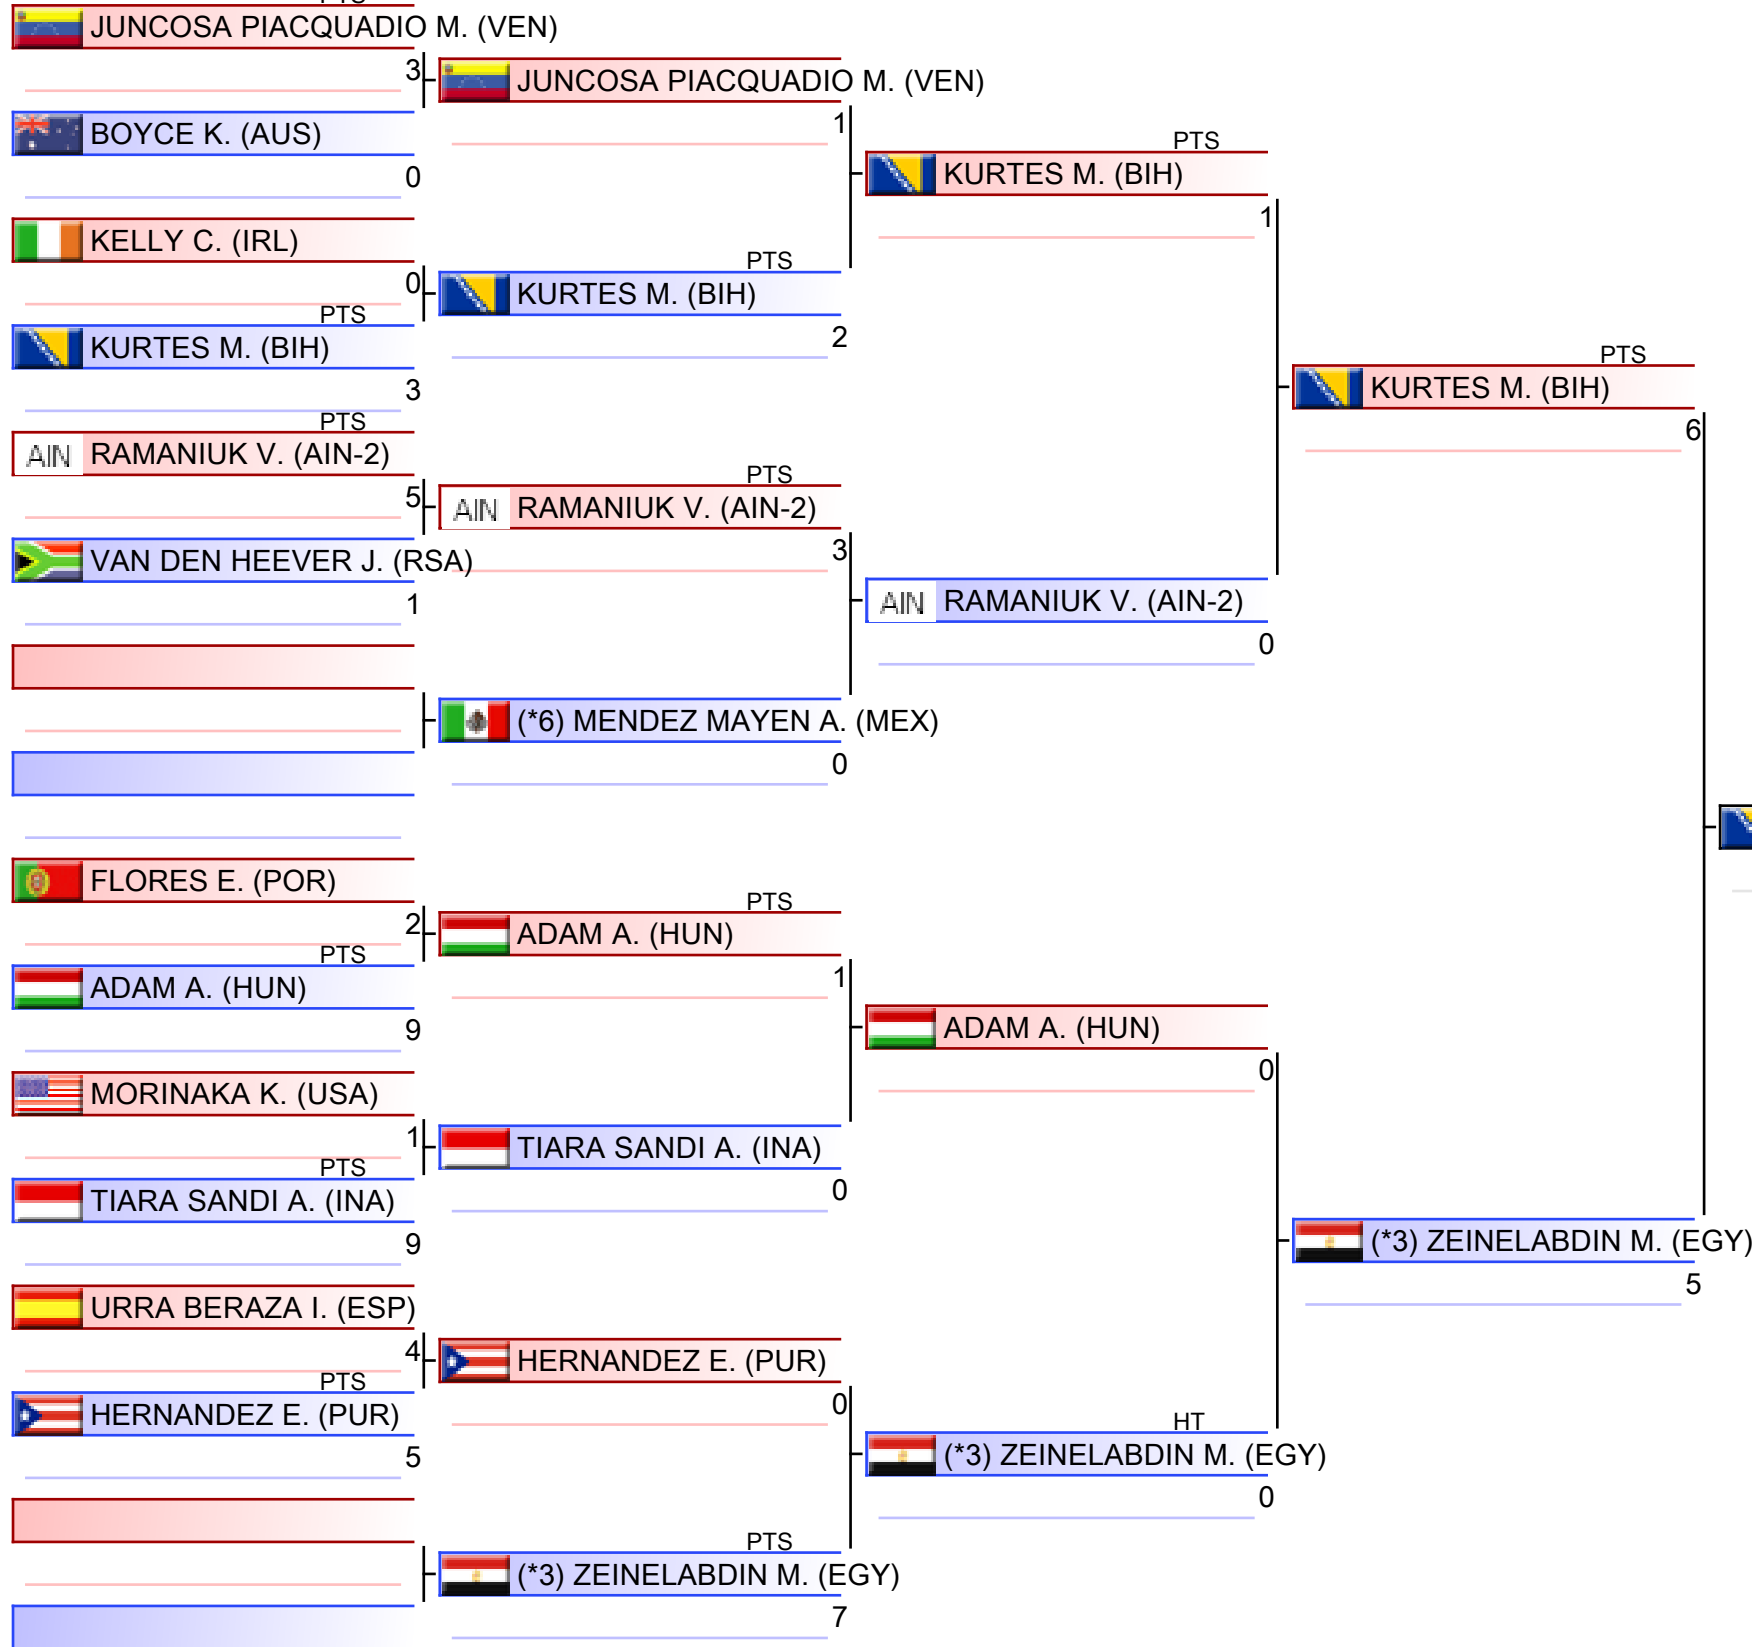 PTS
JUNCOSA PIACQUADIO M. (VEN)
3
BOYCE K. (AUS)
0
KELLY C. (IRL)
0
PTS
KURTES M. (BIH)
3
PTS
AIN RAMANIUK V. (AIN-2)
5
VAN DEN HEEVER J. (RSA)
1
FLORES E. (POR)
2
PTS
ADAM A. (HUN)
9
MORINAKA K. (USA)
1
PTS
TIARA SANDI A. (INA)
9
URRA BERAZA I. (ESP)
4
PTS
HERNANDEZ E. (PUR)
5
JUNCOSA PIACQUADIO M. (VEN)
1
PTS
KURTES M. (BIH)
2
PTS
AIN RAMANIUK V. (AIN-2)
3
(*6) MENDEZ MAYEN A. (MEX)
0
PTS
ADAM A. (HUN)
1
TIARA SANDI A. (INA)
0
HERNANDEZ E. (PUR)
0
PTS
(*3) ZEINELABDIN M. (EGY)
7
PTS
KURTES M. (BIH)
1
AIN RAMANIUK V. (AIN-2)
0
ADAM A. (HUN)
0
HT
(*3) ZEINELABDIN M. (EGY)
0
PTS
KURTES M. (BIH)
6
(*3) ZEINELABDIN M. (EGY)
5